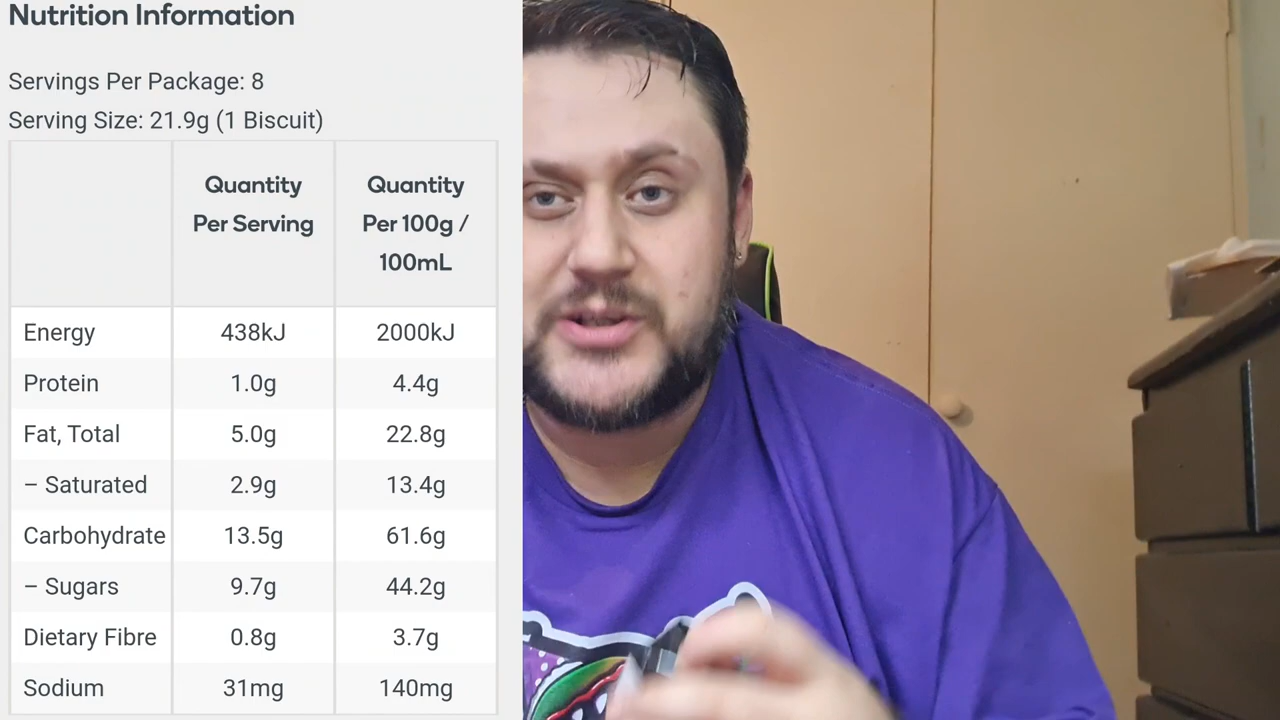 Nutrition Information
Servings Per Package: 8
Serving Size: 21.9g (1 Biscuit)
Quantity Per Serving Quantity Per 100g / 100mL
Energy 438kJ 2000kJ
Protein 1.0g 4.4g
Fat, Total 5.0g 22.8g
– Saturated 2.9g 13.4g
Carbohydrate 13.5g 61.6g
– Sugars 9.7g 44.2g
Dietary Fibre 0.8g 3.7g
Sodium 31mg 140mg